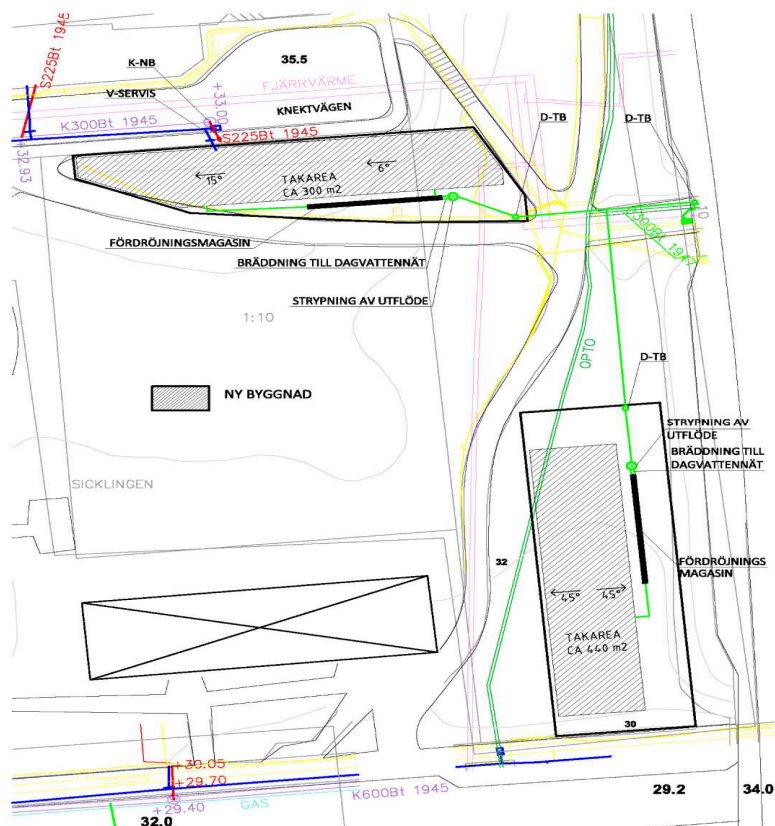 S225Bt 1945
K-NB
35.5
V-SERVIS
+33.00
FJÄRRVÄRME
KNEKTVÄGEN
D-TB
D-TB
K300Bt 1945
S225Bt 1945
+32.93
15°
TAKAREA
CA 300 m2
6°
EL
10
FÖRDRÖJNINGSMAGASIN
BRÄDDNING TILL DAGVATTENNÄT
STRYPNING AV UTFLÖDE
1:10
OPTO
D-TB
NY BYGGNAD
STRYPNING AV
UTFLÖDE
BRÄDDNING TILL
DAGVATTENNÄT
SICKLINGEN
32
FÖRDRÖJNINGS
MAGASIN
45°
45°
TAKAREA
CA 440 m2
30
+30.05
+29.70
+29.40
GAS
K600Bt 1945
32.0
29.2
34.0